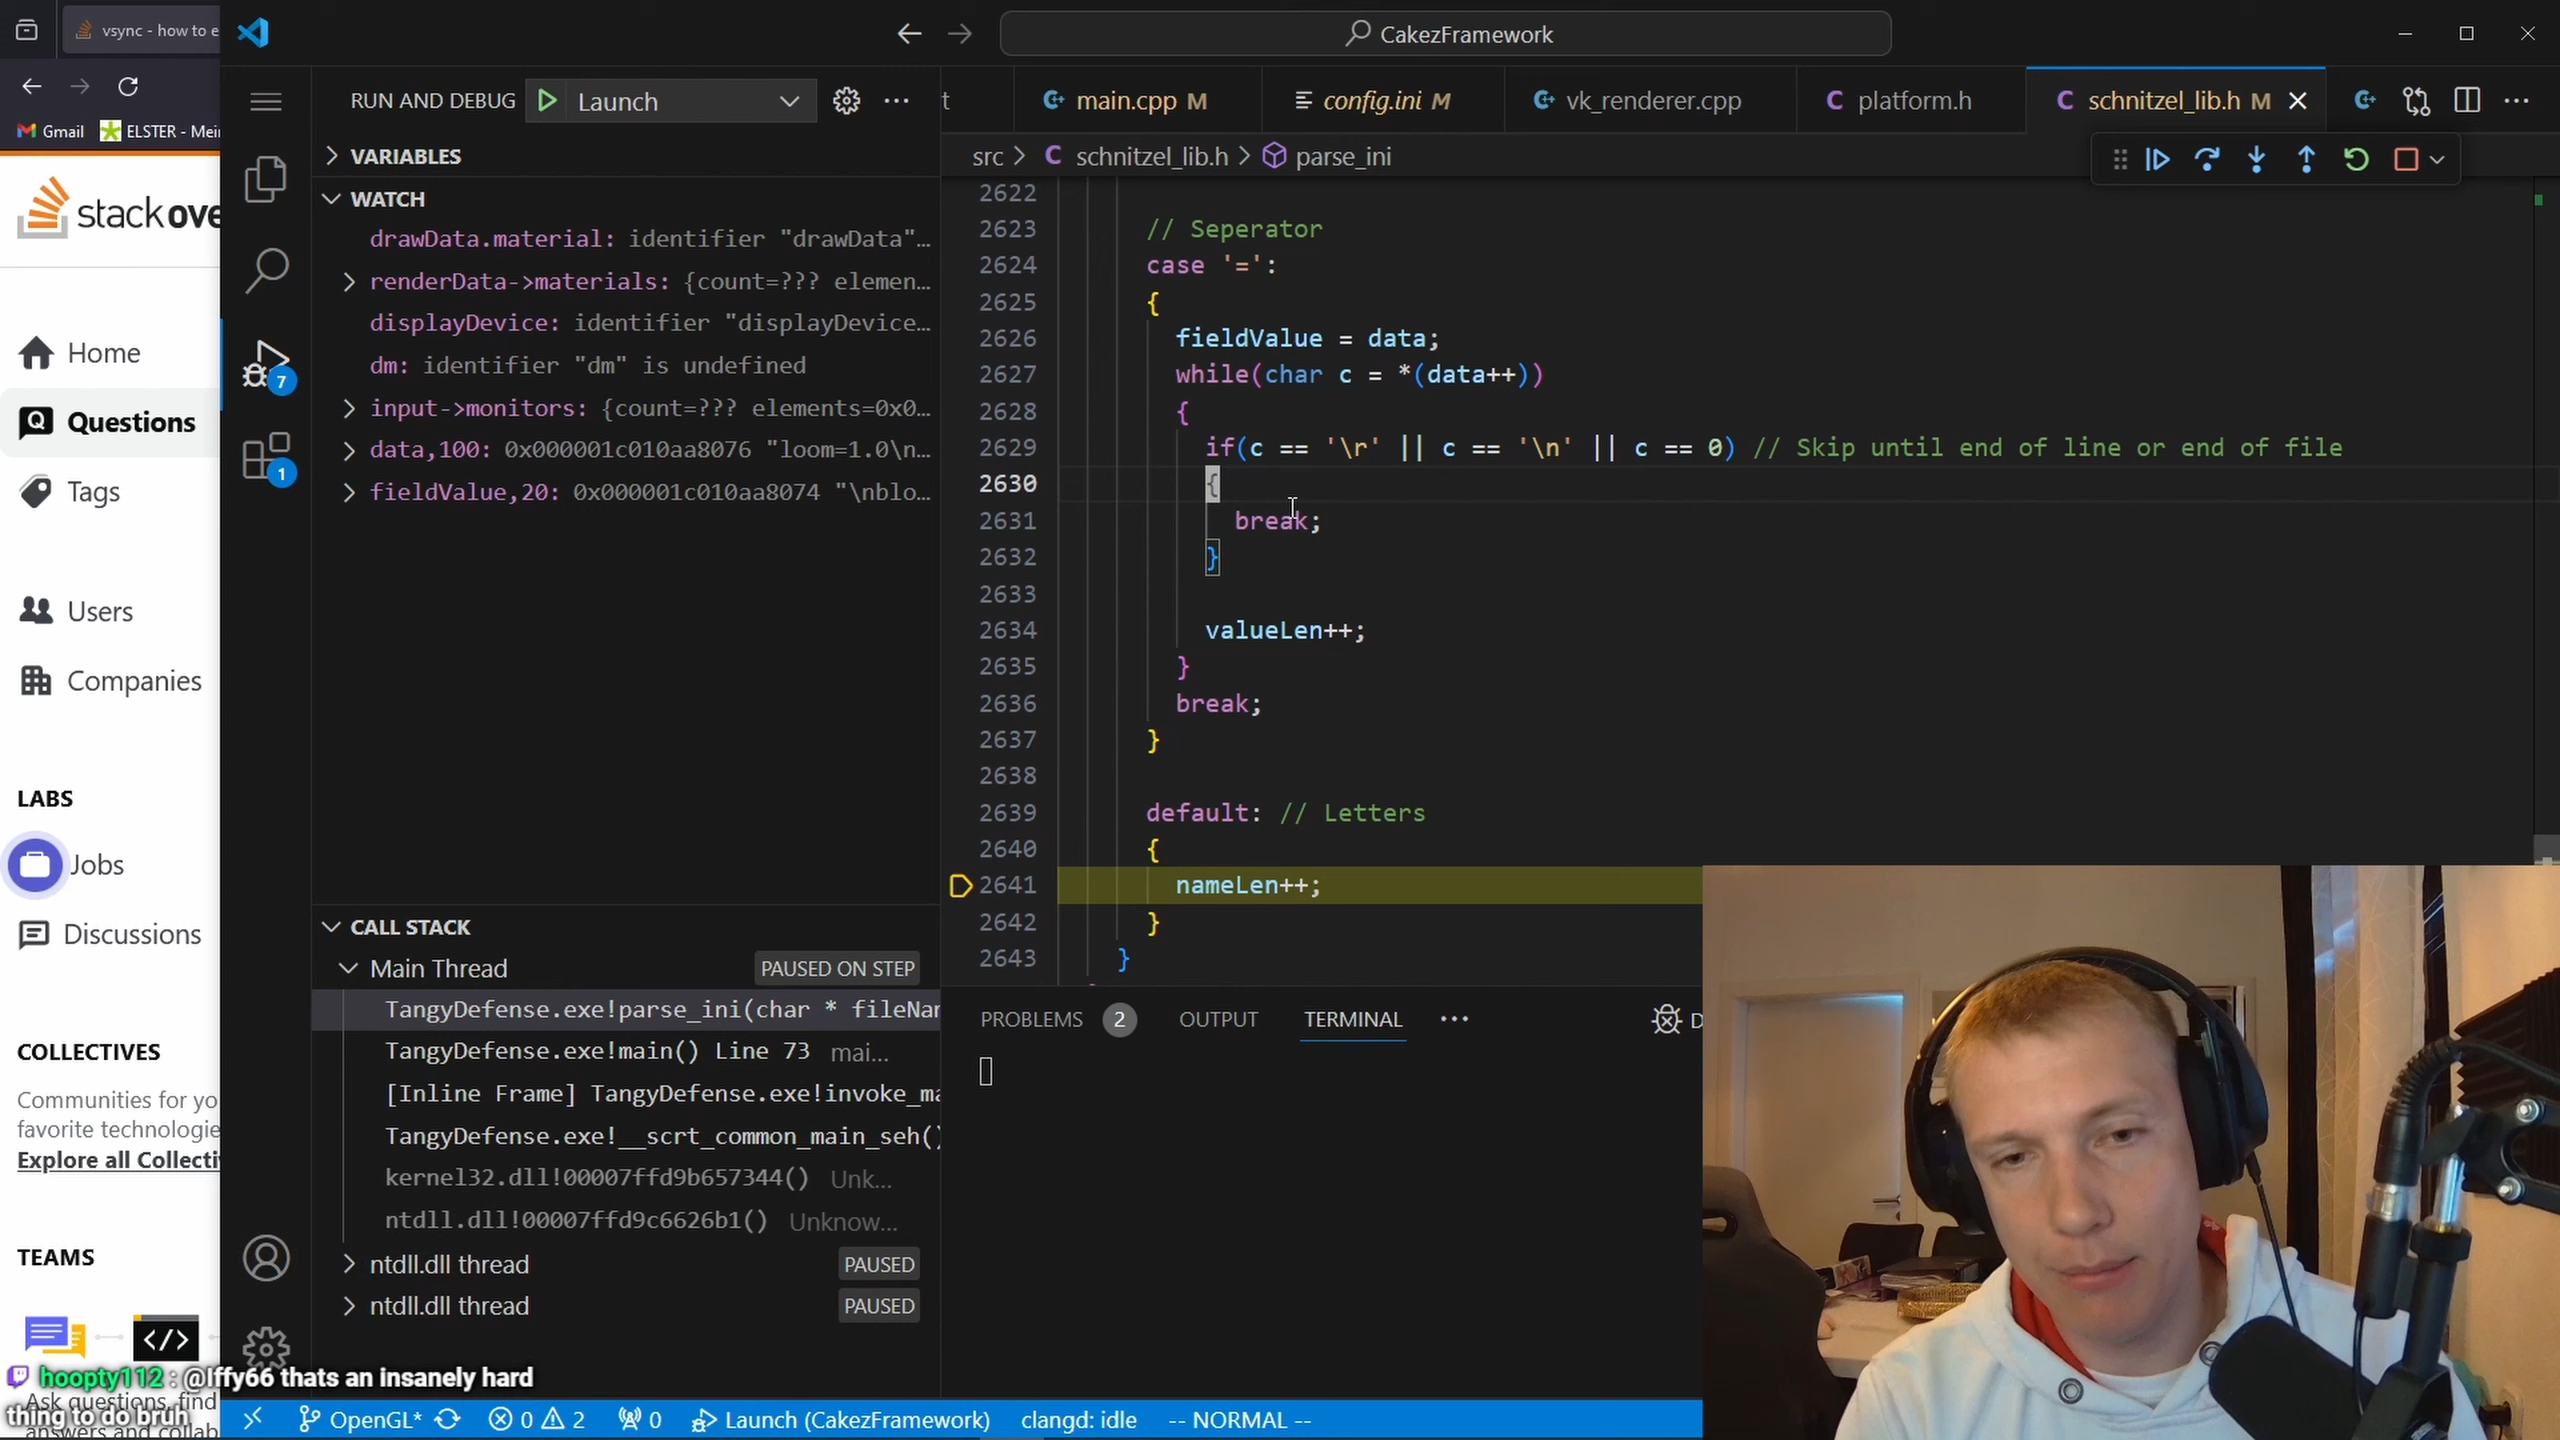 vsync - how to e
CakezFramework
Gmail
ELSTER - Mei
stack ove
Home
Questions
Tags
Users
Companies
LABS
Jobs
Discussions
COLLECTIVES
Communities for yo
favorite technologie
Explore all Collecti
TEAMS
Ask questions, find
answers and collab
RUN AND DEBUG
Launch
VARIABLES
WATCH
drawData.material: identifier "drawData"…
renderData->materials: {count=??? elemen…
displayDevice: identifier "displayDevice…
dm: identifier "dm" is undefined
input->monitors: {count=??? elements=0x0…
data,100: 0x000001c010aa8076 "loom=1.0\n…
fieldValue,20: 0x000001c010aa8074 "\nblo…
7
1
CALL STACK
Main Thread
PAUSED ON STEP
TangyDefense.exe!parse_ini(char * fileNam
TangyDefense.exe!main() Line 73 mai…
[Inline Frame] TangyDefense.exe!invoke_ma
TangyDefense.exe!__scrt_common_main_seh()
kernel32.dll!00007ffd9b657344() Unk…
ntdll.dll!00007ffd9c6626b1() Unknow…
ntdll.dll thread PAUSED
ntdll.dll thread PAUSED
t
main.cpp M
config.ini M
vk_renderer.cpp
platform.h
schnitzel_lib.h M
src > C schnitzel_lib.h > parse_ini
2622
2623 // Seperator
2624 case '=':
2625 {
2626 fieldValue = data;
2627 while(char c = *(data++))
2628 {
2629 if(c == '\r' || c == '\n' || c == 0) // Skip until end of line or end of file
2630 {
2631 break;
2632 }
2633
2634 valueLen++;
2635 }
2636 break;
2637 }
2638
2639 default: // Letters
2640 {
2641 nameLen++;
2642 }
2643 }
PROBLEMS 2
OUTPUT
TERMINAL
D
hoopty112 : @Iffy66 thats an insanely hard
thing to do bruh
OpenGL*
0 2
0
Launch (CakezFramework)
clangd: idle
-- NORMAL --